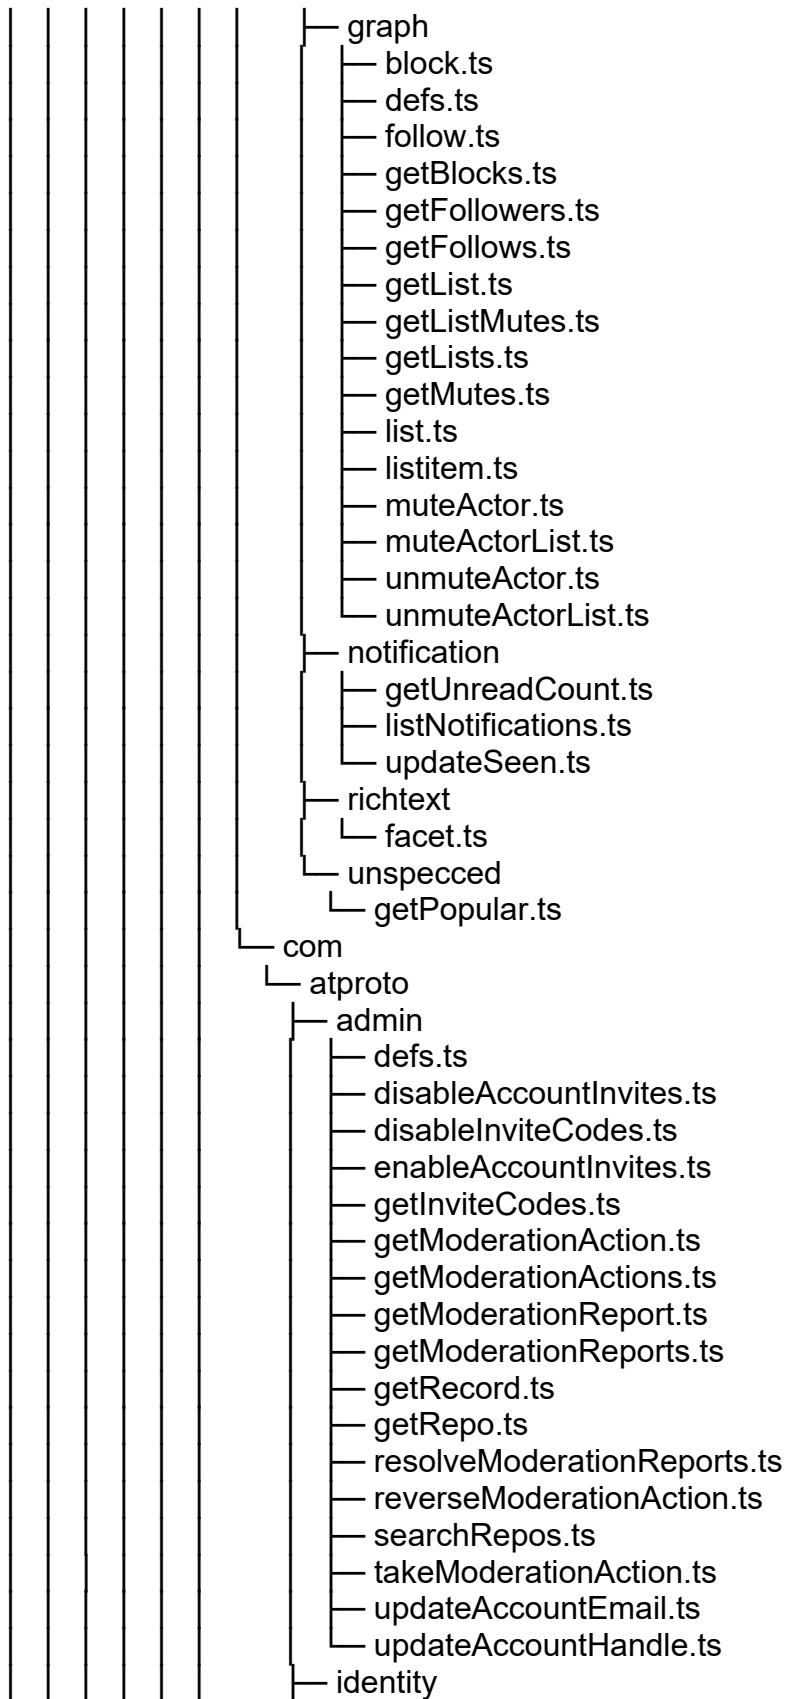 graph
block.ts
defs.ts
follow.ts
getBlocks.ts
getFollowers.ts
getFollows.ts
getList.ts
getListMutes.ts
getLists.ts
getMutes.ts
list.ts
listitem.ts
muteActor.ts
muteActorList.ts
unmuteActor.ts
unmuteActorList.ts
notification
getUnreadCount.ts
listNotifications.ts
updateSeen.ts
richtext
facet.ts
unspecced
getPopular.ts
com
atproto
admin
defs.ts
disableAccountInvites.ts
disableInviteCodes.ts
enableAccountInvites.ts
getInviteCodes.ts
getModerationAction.ts
getModerationActions.ts
getModerationReport.ts
getModerationReports.ts
getRecord.ts
getRepo.ts
resolveModerationReports.ts
reverseModerationAction.ts
searchRepos.ts
takeModerationAction.ts
updateAccountEmail.ts
updateAccountHandle.ts
identity